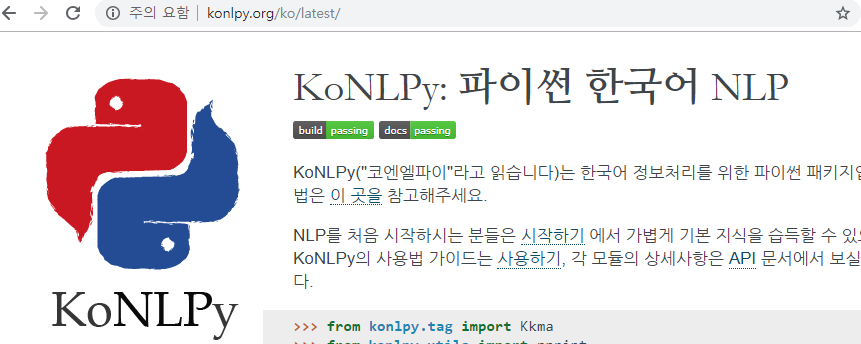 주의 요함 | konlpy.org/ko/latest/
KoNLPy: 파이썬 한국어 NLP
build passing docs passing
KoNLPy("코엔엘파이"라고 읽습니다)는 한국어 정보처리를 위한 파이썬 패키지입
법은 이 곳을 참고해주세요.
NLP를 처음 시작하시는 분들은 시작하기 에서 가볍게 기본 지식을 습득할 수 있으
KoNLPy의 사용법 가이드는 사용하기, 각 모듈의 상세사항은 API 문서에서 보실
다.
KoNLPy
>>> from konlpy.tag import Kkma
>>> from konlpy.utils import pprint